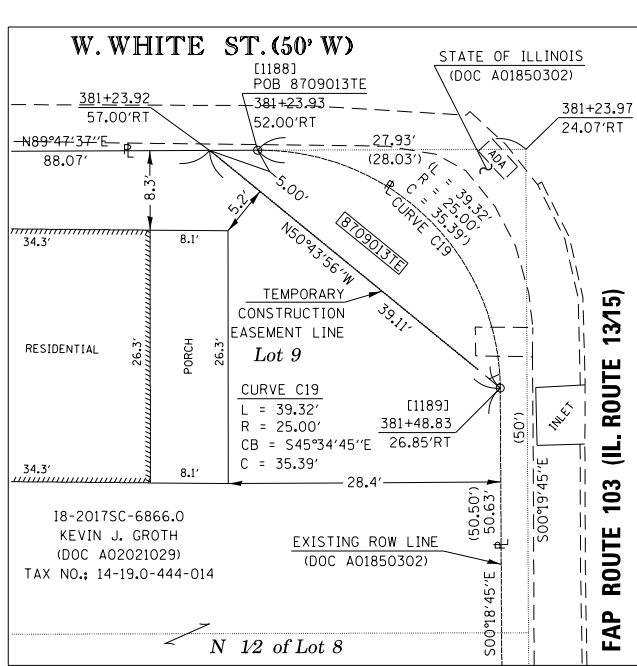 W. WHITE ST. (50' W)
[1188]
POB 8709013TE
381+23.93
52.00'RT
STATE OF ILLINOIS
(DOC A01850302)
381+23.92
57.00'RT
381+23.97
24.07'RT
N89°47'37"E
88.07'
PL
27.93'
(28.03')
ADA
(L = 39.32'
R = 25.00'
C = 35.39')
PL CURVE C19
8.3'
5.2'
5.00'
8709013TE
N50°43'56"W
39.11'
34.3'
8.1'
TEMPORARY
CONSTRUCTION
EASEMENT LINE
Lot 9
RESIDENTIAL
26.3'
PORCH
26.3'
CURVE C19
L = 39.32'
R = 25.00'
CB = S45°34'45"E
C = 35.39'
[1189]
381+48.83
26.85'RT
(50')
INLET
34.3'
8.1'
28.4'
I8-2017SC-6866.0
KEVIN J. GROTH
(DOC A02021029)
TAX NO.; 14-19.0-444-014
EXISTING ROW LINE
(DOC A01850302)
(50.50')
50.63'
PL
S00°18'45"E
S00°19'45"E
FAP ROUTE 103 (IL. ROUTE 13/15)
N 1/2 of Lot 8